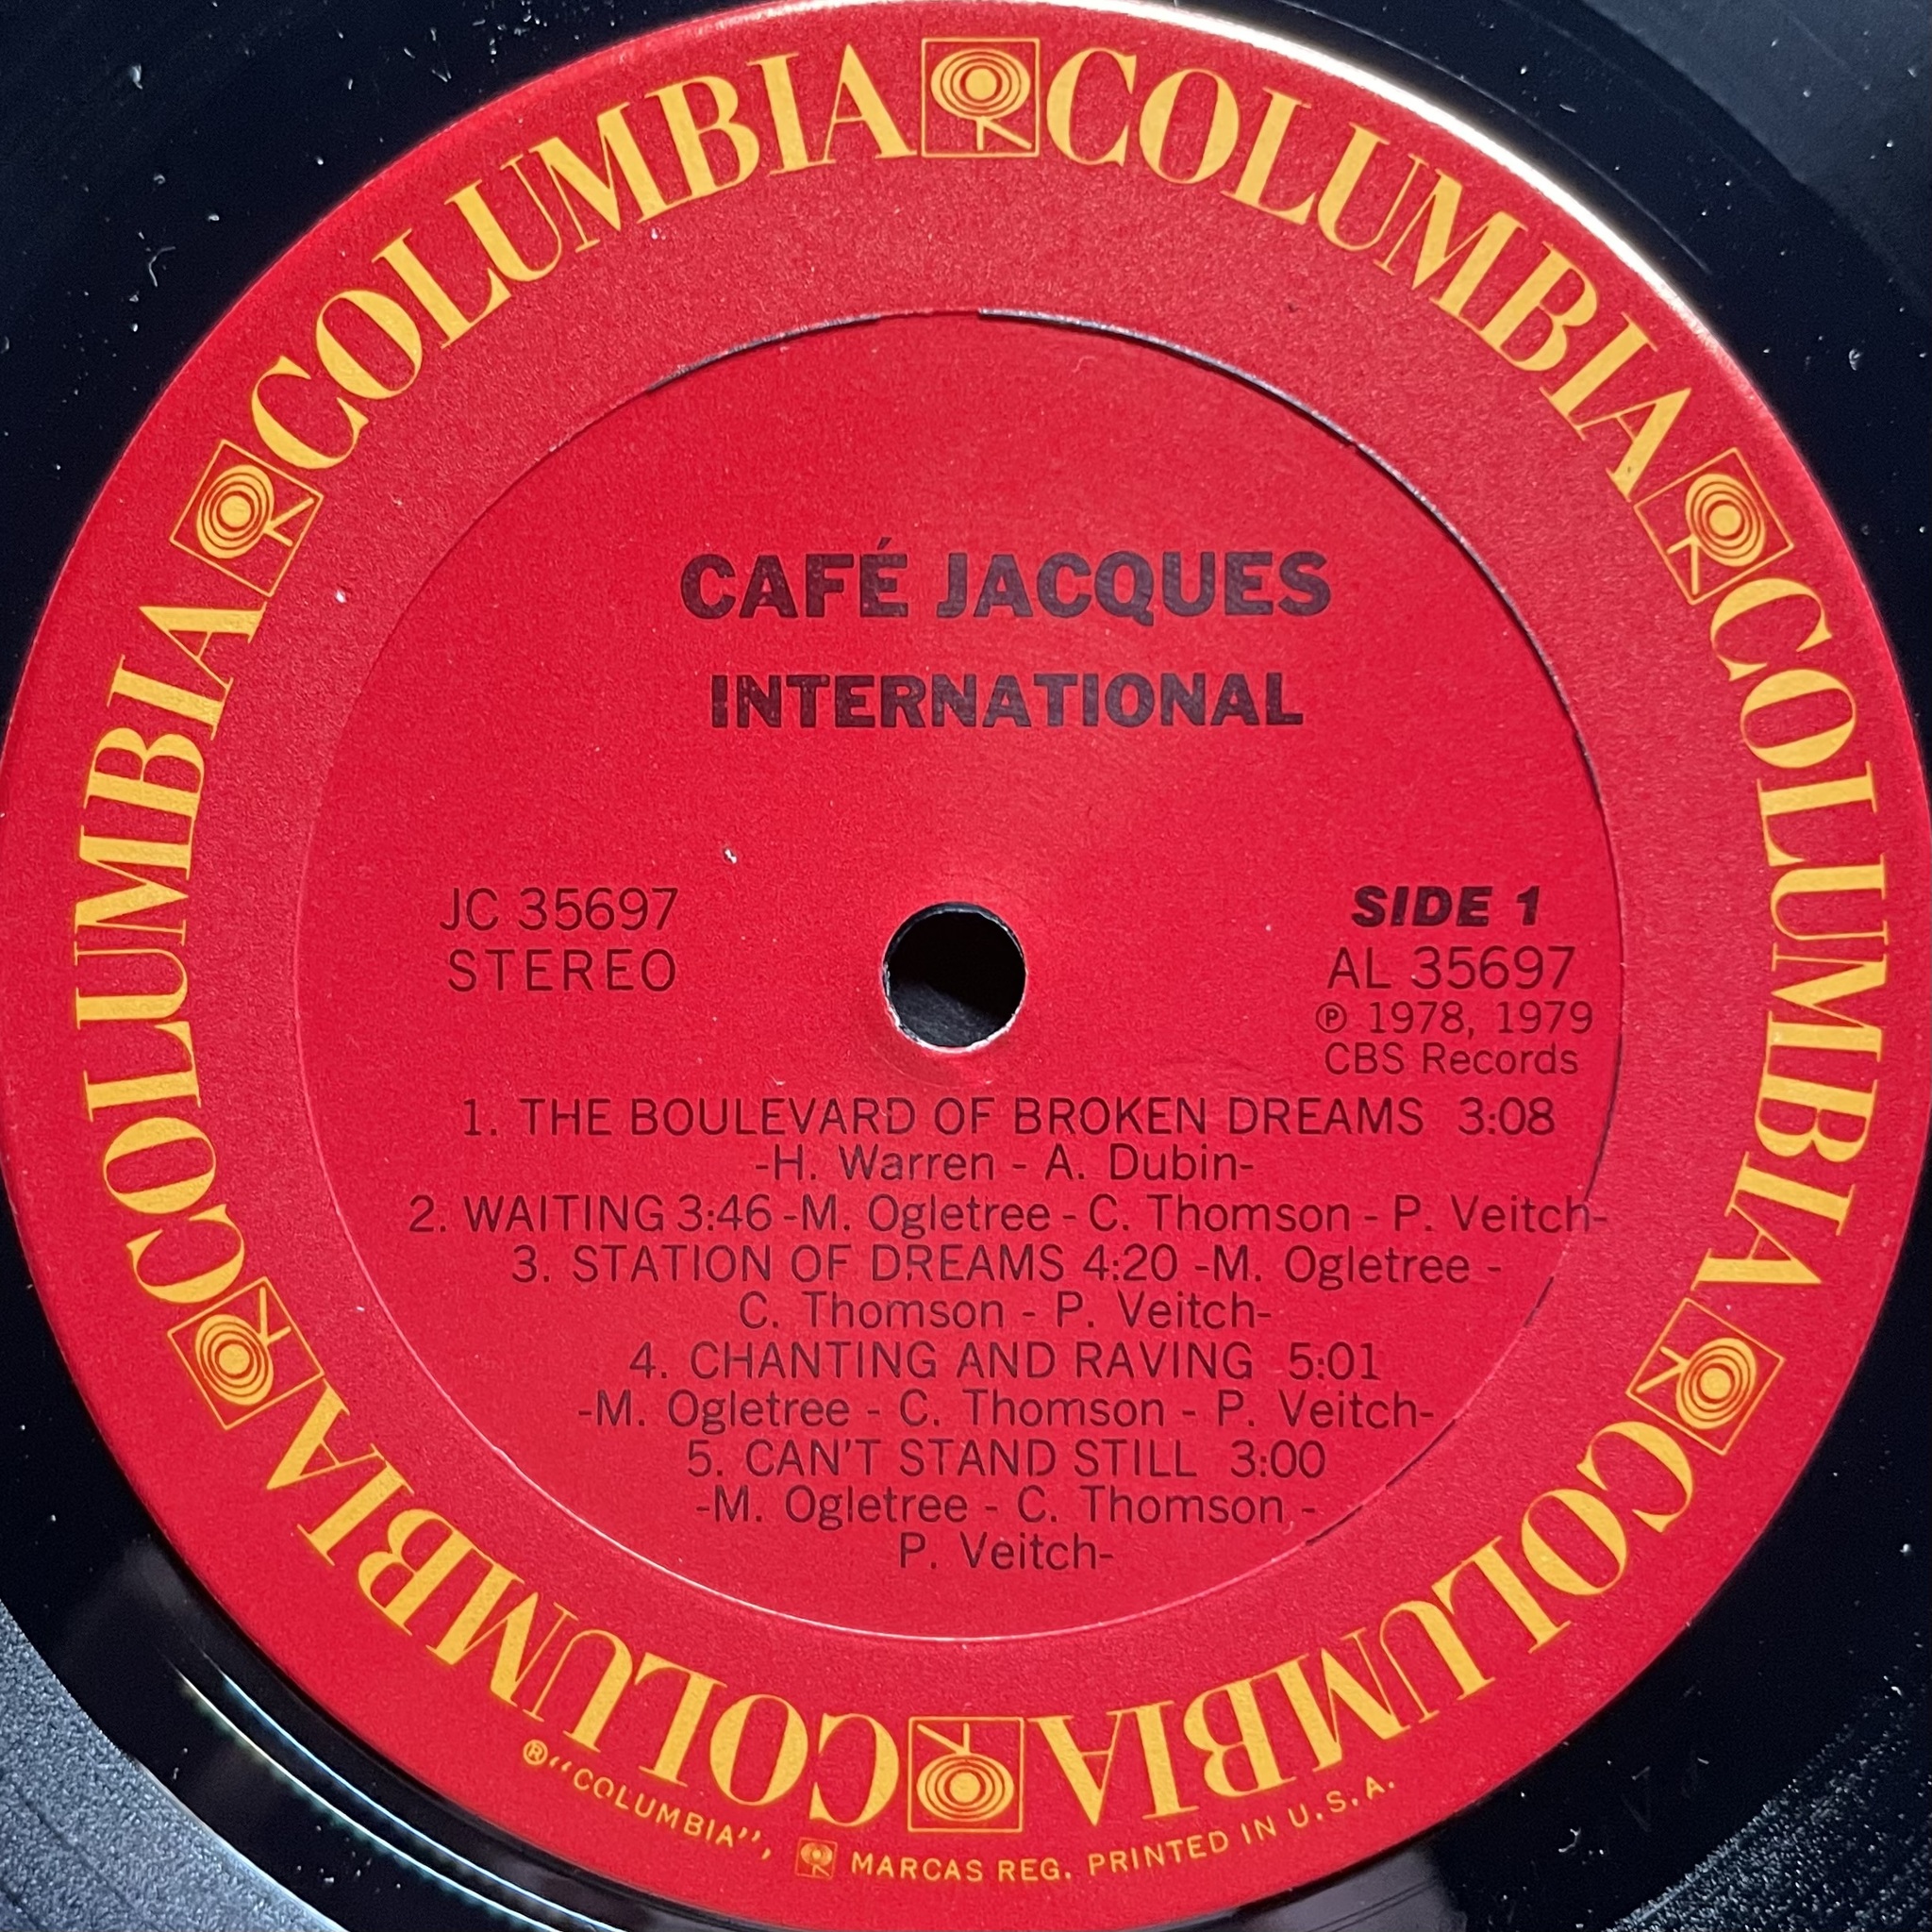 COLUMBIA COLUMBIA COLUMBIA COLUMBIA COLUMBIA COLUMBIA
CAFÉ JACQUES
INTERNATIONAL
JC 35697
STEREO
SIDE 1
AL 35697
℗ 1978, 1979
CBS Records
1. THE BOULEVARD OF BROKEN DREAMS 3:08
-H. Warren - A. Dubin-
2. WAITING 3:46 -M. Ogletree - C. Thomson - P. Veitch-
3. STATION OF DREAMS 4:20 -M. Ogletree -
C. Thomson - P. Veitch-
4. CHANTING AND RAVING 5:01
-M. Ogletree - C. Thomson - P. Veitch-
5. CAN'T STAND STILL 3:00
-M. Ogletree - C. Thomson -
P. Veitch-
®"COLUMBIA", MARCAS REG. PRINTED IN U.S.A.